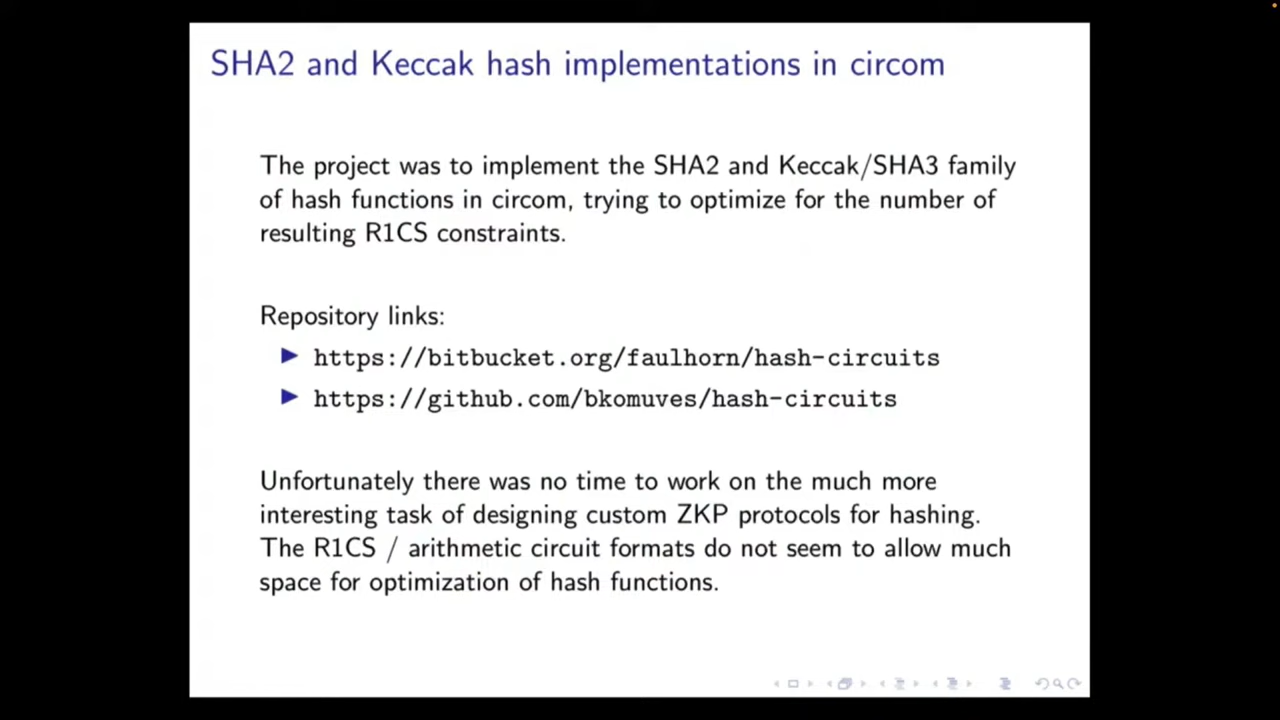 SHA2 and Keccak hash implementations in circom
The project was to implement the SHA2 and Keccak/SHA3 family
of hash functions in circom, trying to optimize for the number of
resulting R1CS constraints.
Repository links:
https://bitbucket.org/faulhorn/hash-circuits
https://github.com/bkomuves/hash-circuits
Unfortunately there was no time to work on the much more
interesting task of designing custom ZKP protocols for hashing.
The R1CS / arithmetic circuit formats do not seem to allow much
space for optimization of hash functions.